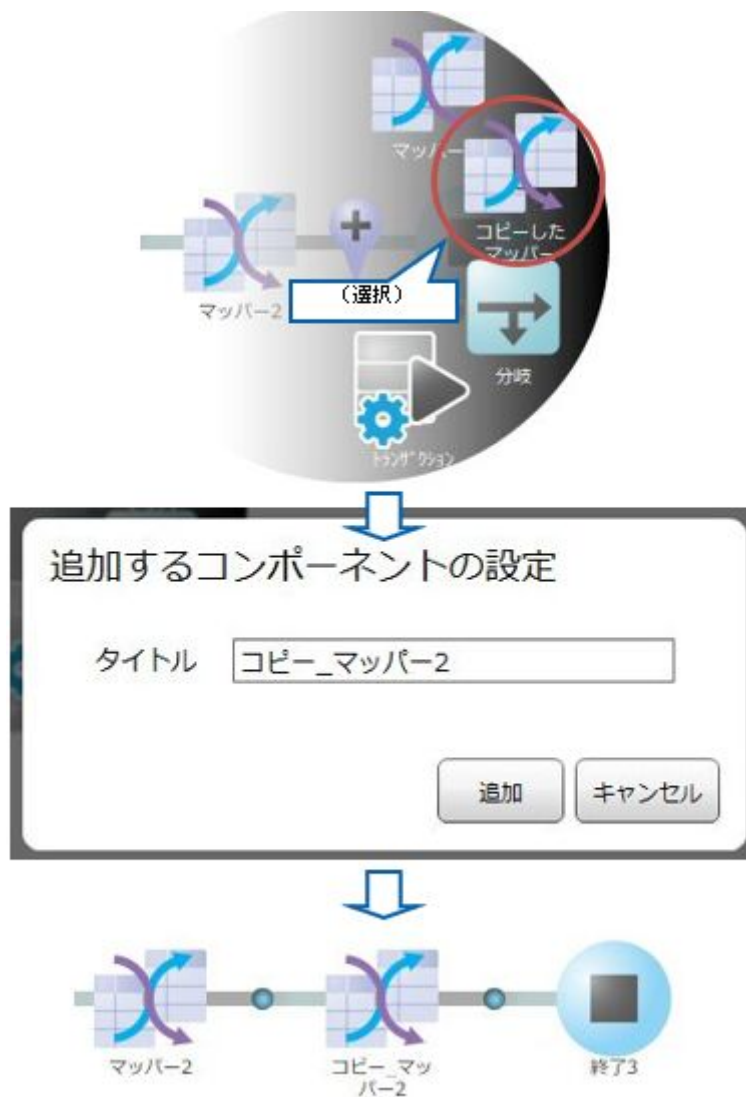 マッパー
コピーした
マッパー
マッパー2
（選択）
分岐
ﾄﾗﾝｻﾞｸｼｮﾝ
追加するコンポーネントの設定
タイトル
コピー_マッパー2
追加
キャンセル
マッパー2
コピー_マッ
パー2
終了3